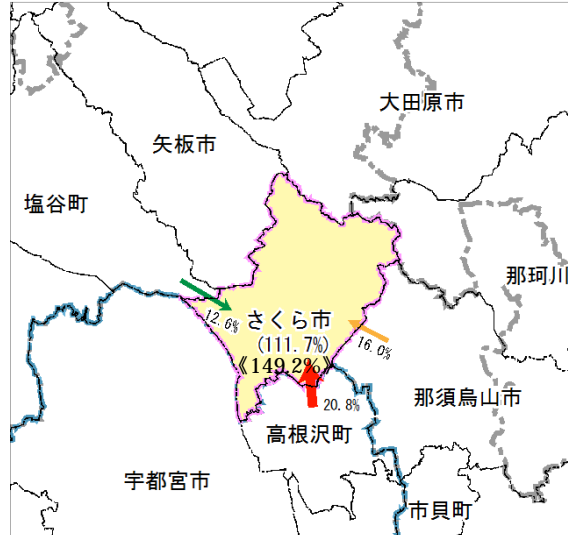 大田原市
矢板市
塩谷町
那珂川
12.6%
さくら市
(111.7%)
《149.2%》
16.0%
那須烏山市
20.8%
高根沢町
宇都宮市
市貝町